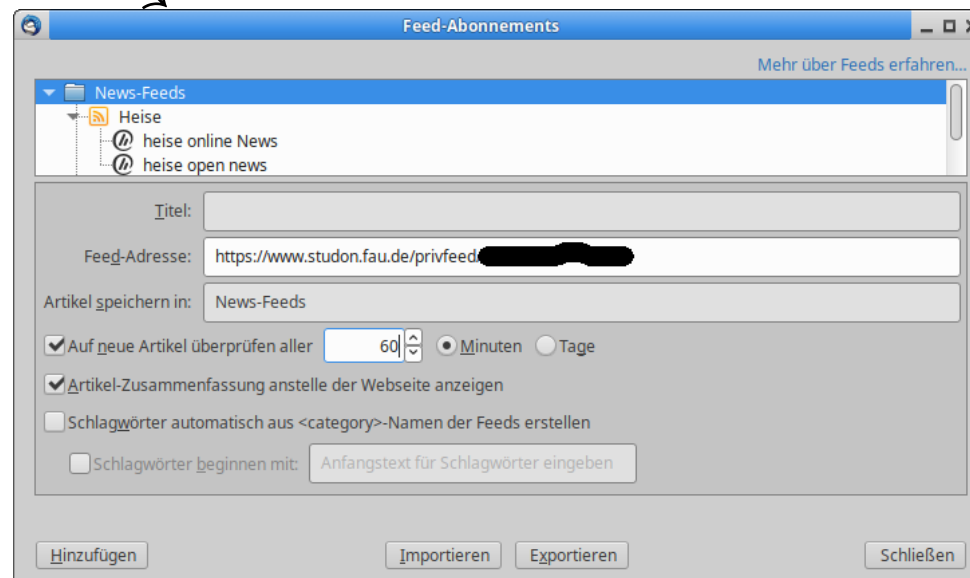 Feed-Abonnements
Mehr über Feeds erfahren...
News-Feeds
Heise
heise online News
heise open news
Titel:
Feed-Adresse: https://www.studon.fau.de/privfeed
Artikel speichern in: News-Feeds
Auf neue Artikel überprüfen aller 60 Minuten Tage
Artikel-Zusammenfassung anstelle der Webseite anzeigen
Schlagwörter automatisch aus <category>-Namen der Feeds erstellen
Schlagwörter beginnen mit: Anfangstext für Schlagwörter eingeben
Hinzufügen Importieren Exportieren Schließen